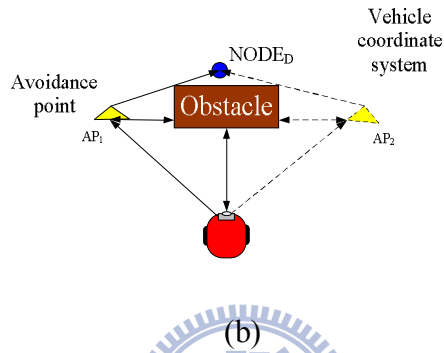 Vehicle
coordinate
system
NODED
Avoidance
point
Obstacle
AP1
AP2
(b)